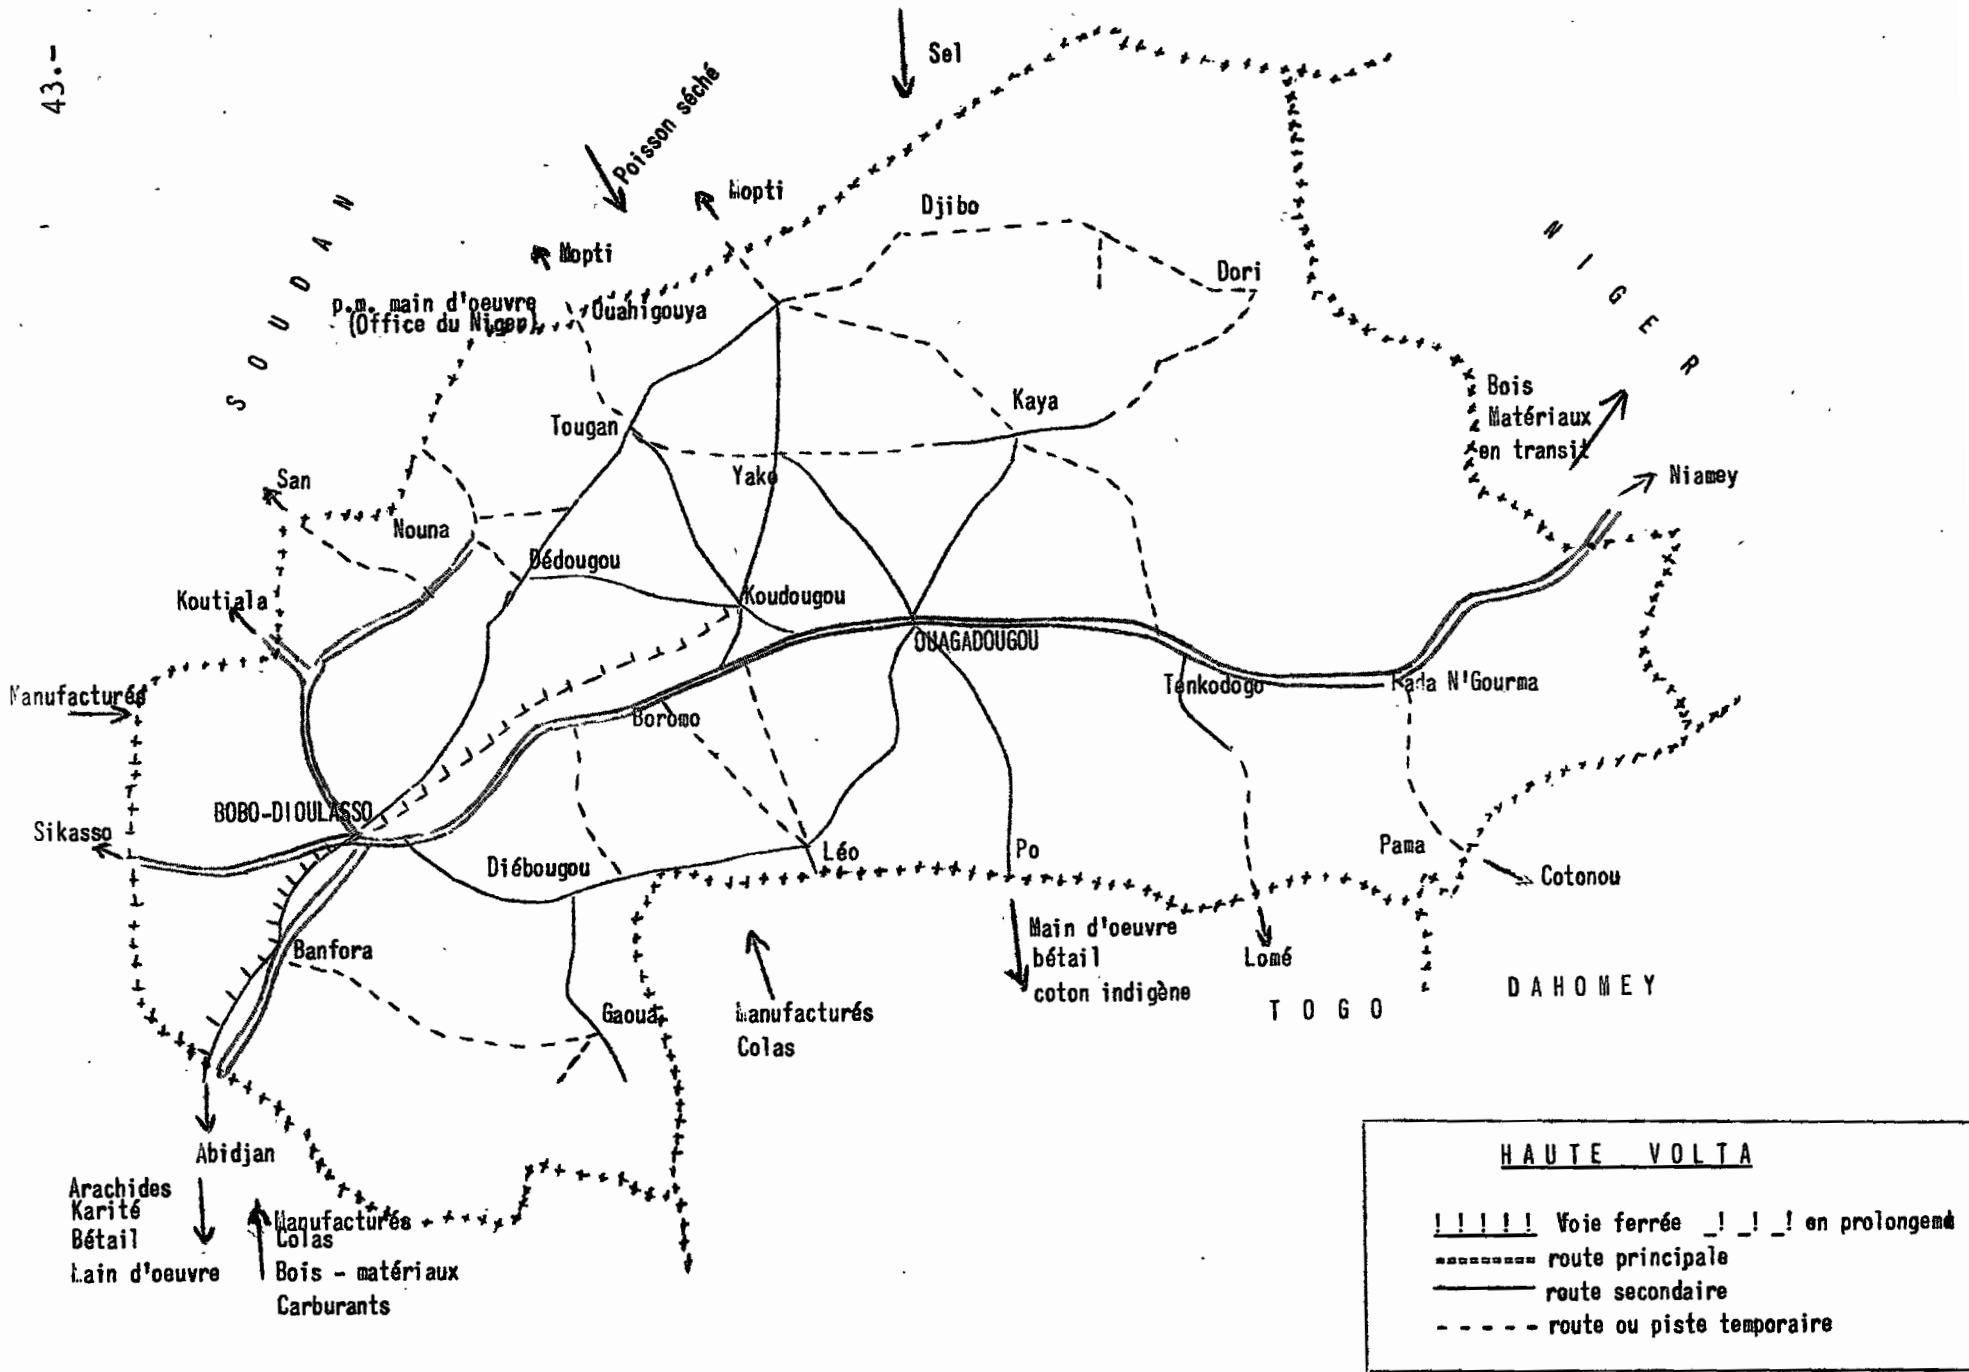 43.-
Sel
Poisson séché
Mopti
Mopti
SOUDAN
NIGER
Djibo
Dori
p.m. main d'oeuvre
(Office du Niger)
Ouahigouya
Kaya
Bois
Matériaux
en transit
Tougan
Yako
San
Niamey
Nouna
Dédougou
Koutiala
Koudougou
OUAGADOUGOU
Tenkodogo
Fada N'Gourma
Manufacturés
Boromo
BOBO-DIOULASSO
Sikasso
Diébougou
Léo
Po
Pama
Cotonou
Banfora
Main d'oeuvre
bétail
coton indigène
Lomé
Gaoua
Manufacturés
Colas
TOGO
DAHOMEY
Abidjan
Arachides
Karité
Bétail
Main d'oeuvre
Manufacturés
Colas
Bois - matériaux
Carburants
HAUTE VOLTA
!!!!! Voie ferrée _! _! _! en prolongemt
route principale
route secondaire
route ou piste temporaire